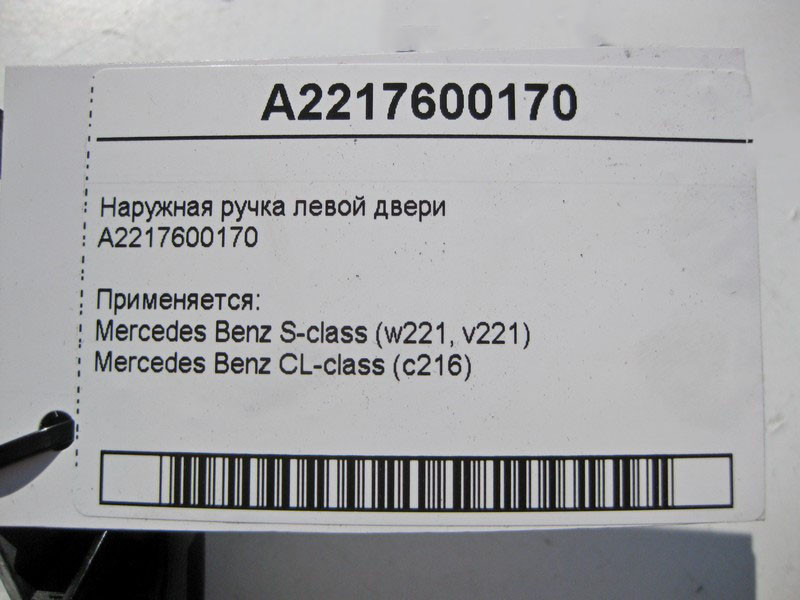 A2217600170
Наружная ручка левой двери
A2217600170
Применяется:
Mercedes Benz S-class (w221, v221)
Mercedes Benz CL-class (c216)